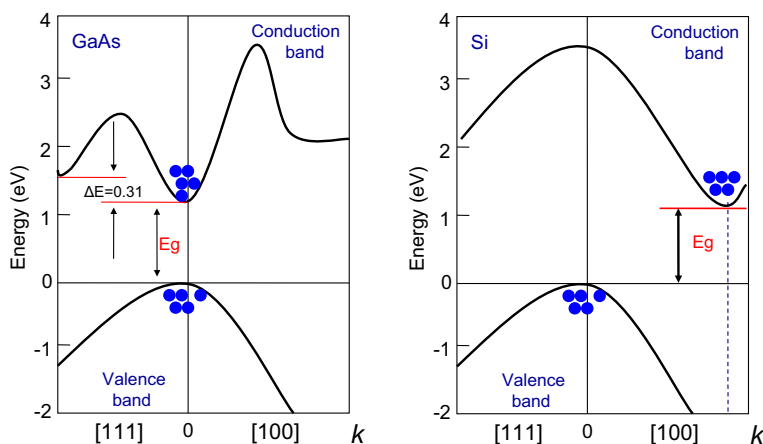 GaAs
Conduction
band
Energy (eV)
4
3
2
1
0
-1
-2
ΔE=0.31
Eg
Valence
band
[111]
0
[100]
k
Si
Conduction
band
Energy (eV)
4
3
2
1
0
-1
-2
Eg
Valence
band
[111]
0
[100]
k